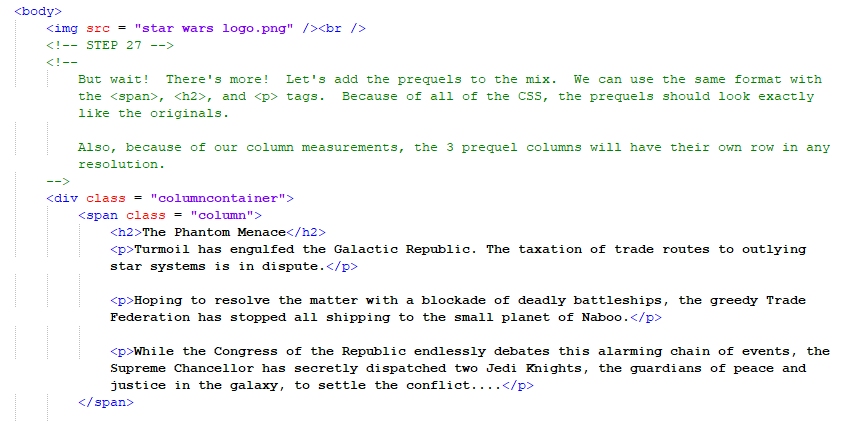 <body>
<img src = "star wars logo.png" /><br />
<!-- STEP 27 -->
<!--
But wait!  There's more!  Let's add the prequels to the mix.  We can use the same format with
the <span>, <h2>, and <p> tags.  Because of all of the CSS, the prequels should look exactly
like the originals.
Also, because of our column measurements, the 3 prequel columns will have their own row in any
resolution.
-->
<div class = "columncontainer">
<span class = "column">
<h2>The Phantom Menace</h2>
<p>Turmoil has engulfed the Galactic Republic. The taxation of trade routes to outlying
star systems is in dispute.</p>
<p>Hoping to resolve the matter with a blockade of deadly battleships, the greedy Trade
Federation has stopped all shipping to the small planet of Naboo.</p>
<p>While the Congress of the Republic endlessly debates this alarming chain of events, the
Supreme Chancellor has secretly dispatched two Jedi Knights, the guardians of peace and
justice in the galaxy, to settle the conflict....</p>
</span>